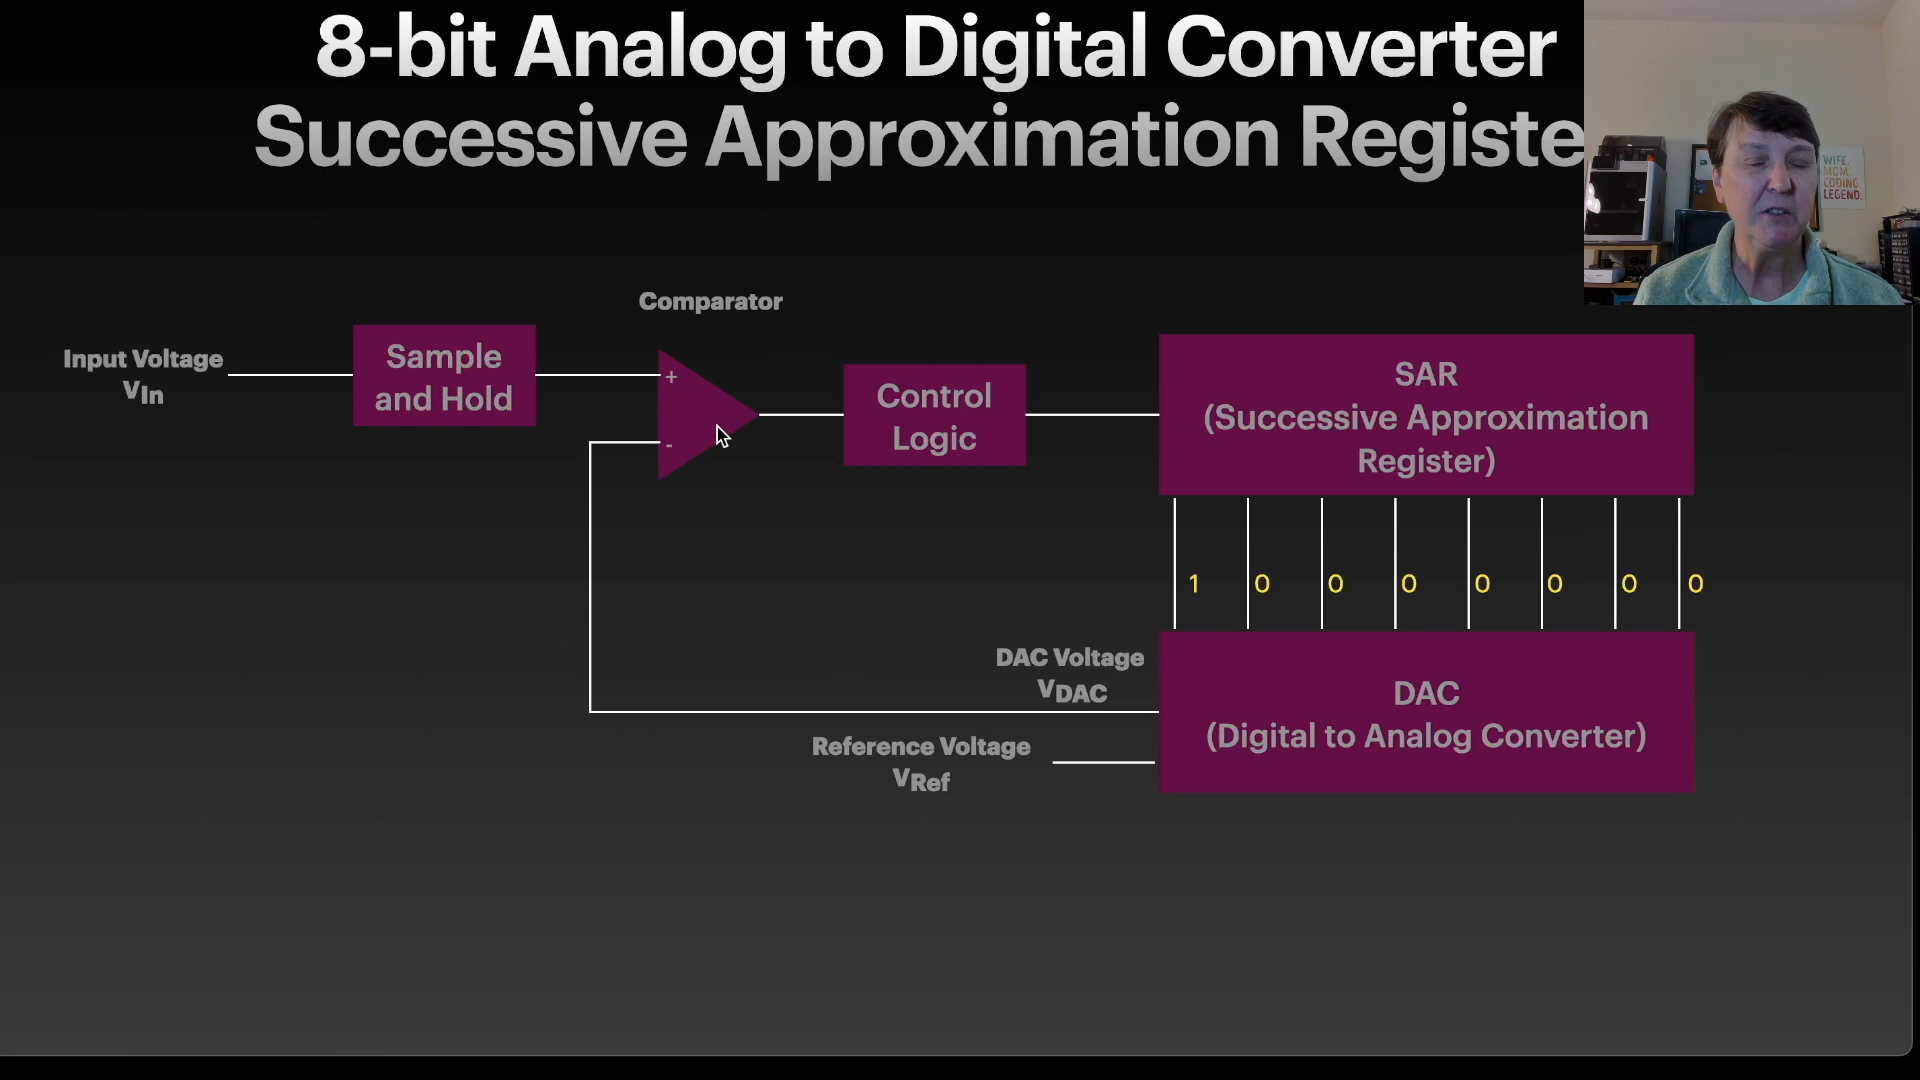 8-bit Analog to Digital Converter
Successive Approximation Registe
WIFE.
MOM.
CODING
LEGEND.
Comparator
Input Voltage
VIn
Sample
and Hold
+
-
Control
Logic
SAR
(Successive Approximation
Register)
1 0 0 0 0 0 0 0
DAC Voltage
VDAC
Reference Voltage
VRef
DAC
(Digital to Analog Converter)